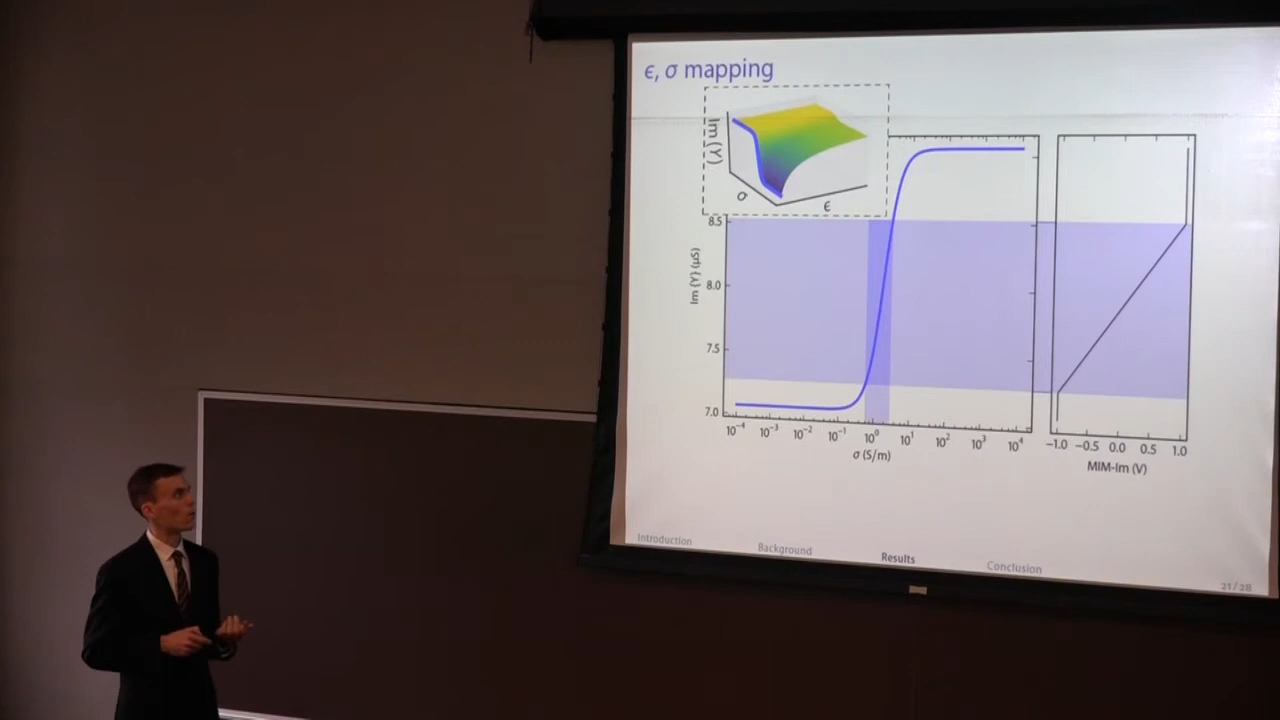 ϵ, σ mapping
Im (Y)
σ
ϵ
Im {Y} (μS)
8.5
8.0
7.5
7.0
10⁻⁴ 10⁻³ 10⁻² 10⁻¹ 10⁰ 10¹ 10² 10³ 10⁴
σ (S/m)
−1.0 −0.5 0.0 0.5 1.0
MIM-Im (V)
Introduction Background Results Conclusion
21/28